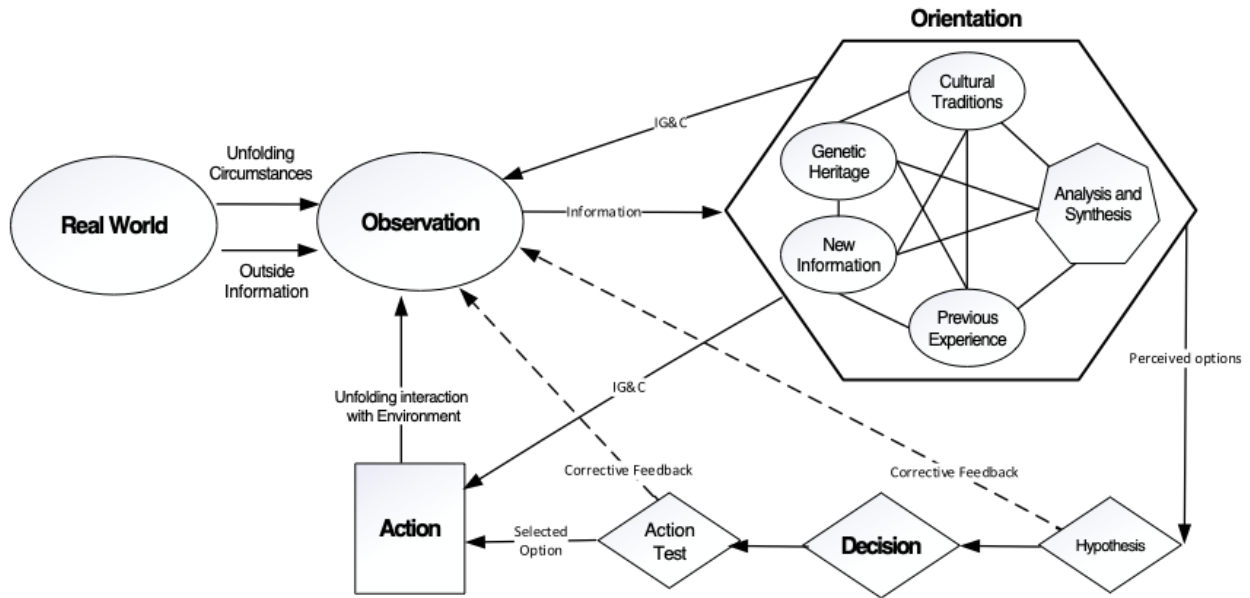 Orientation
Cultural
Traditions
IG&C
Genetic
Heritage
Unfolding
Circumstances
Analysis and
Synthesis
Real World
Observation
Information
New
Information
Outside
Information
Previous
Experience
Perceived options
IG&C
Unfolding interaction
with Environment
Corrective Feedback
Corrective Feedback
Action
Selected
Option
Action
Test
Decision
Hypothesis